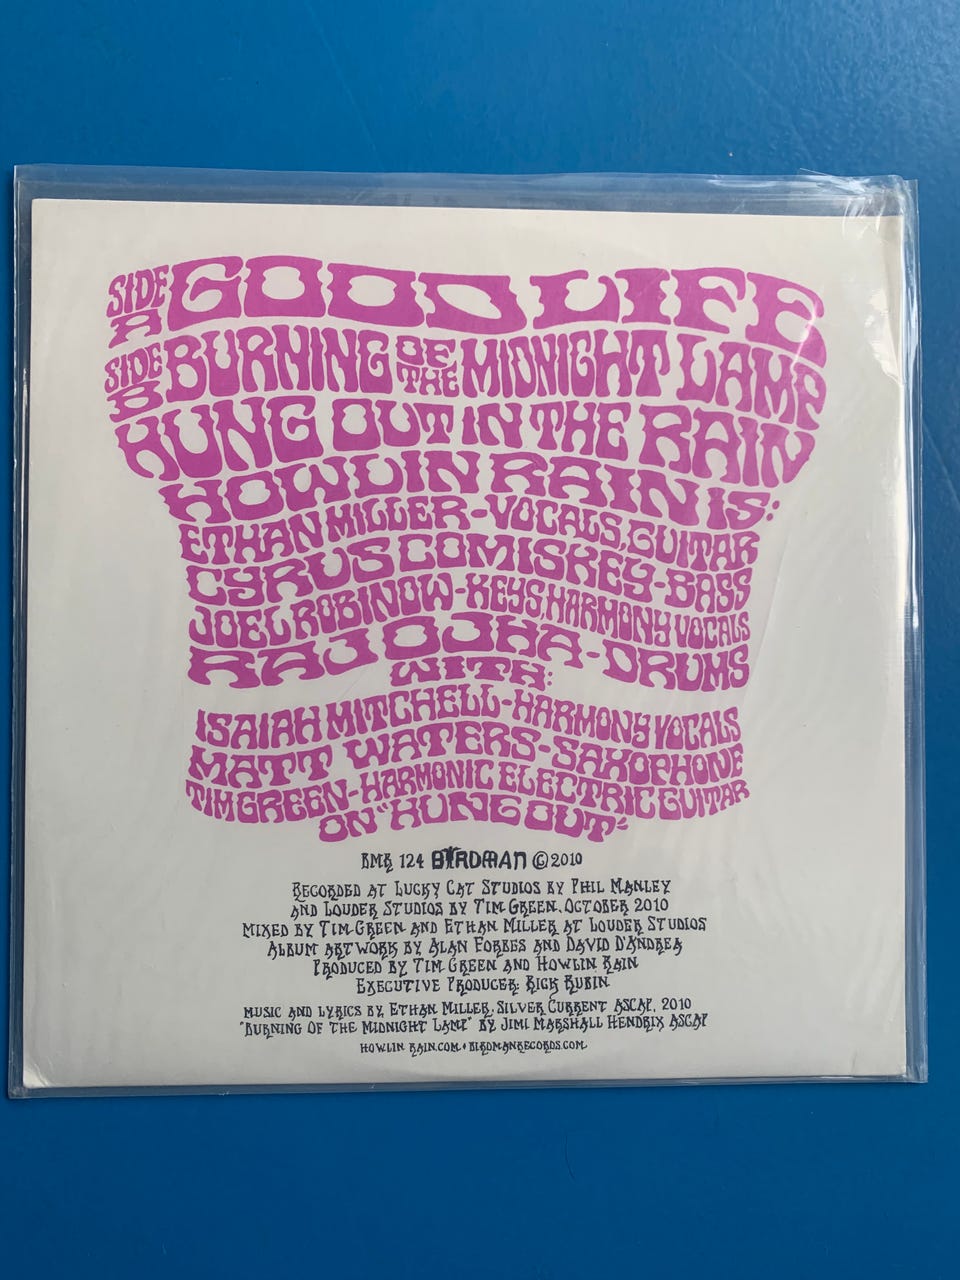 SIDE A GOOD LIFE
SIDE B BURNING OF THE MIDNIGHT LAMP
HUNG OUT IN THE RAIN
HOWLIN RAIN IS:
ETHAN MILLER-VOCALS, GUITAR
CYRUS COMISKEY-BASS
JOEL ROBINOW-KEYS, HARMONY VOCALS
RAJ OJHA-DRUMS
WITH:
ISAIAH MITCHELL-HARMONY VOCALS
MATT WATERS-SAXOPHONE
TIM GREEN-HARMONIC ELECTRIC GUITAR
ON "HUNG OUT"
BMR 124 BIRDMAN ©2010
RECORDED AT LUCKY CAT STUDIOS BY PHIL MANLEY
AND LOUDER STUDIOS BY TIM GREEN, OCTOBER 2010
MIXED BY TIM GREEN AND ETHAN MILLER AT LOUDER STUDIOS
ALBUM ARTWORK BY ALAN FORBES AND DAVID D'ANDREA
PRODUCED BY TIM GREEN AND HOWLIN RAIN
EXECUTIVE PRODUCER: RICK RUBIN
MUSIC AND LYRICS BY, ETHAN MILLER, SILVER CURRENT ASCAP, 2010
"BURNING OF THE MIDNIGHT LAMP" BY JIMI MARSHALL HENDRIX ASCAP
HOWLIN RAIN.COM • BIRDMANRECORDS.COM